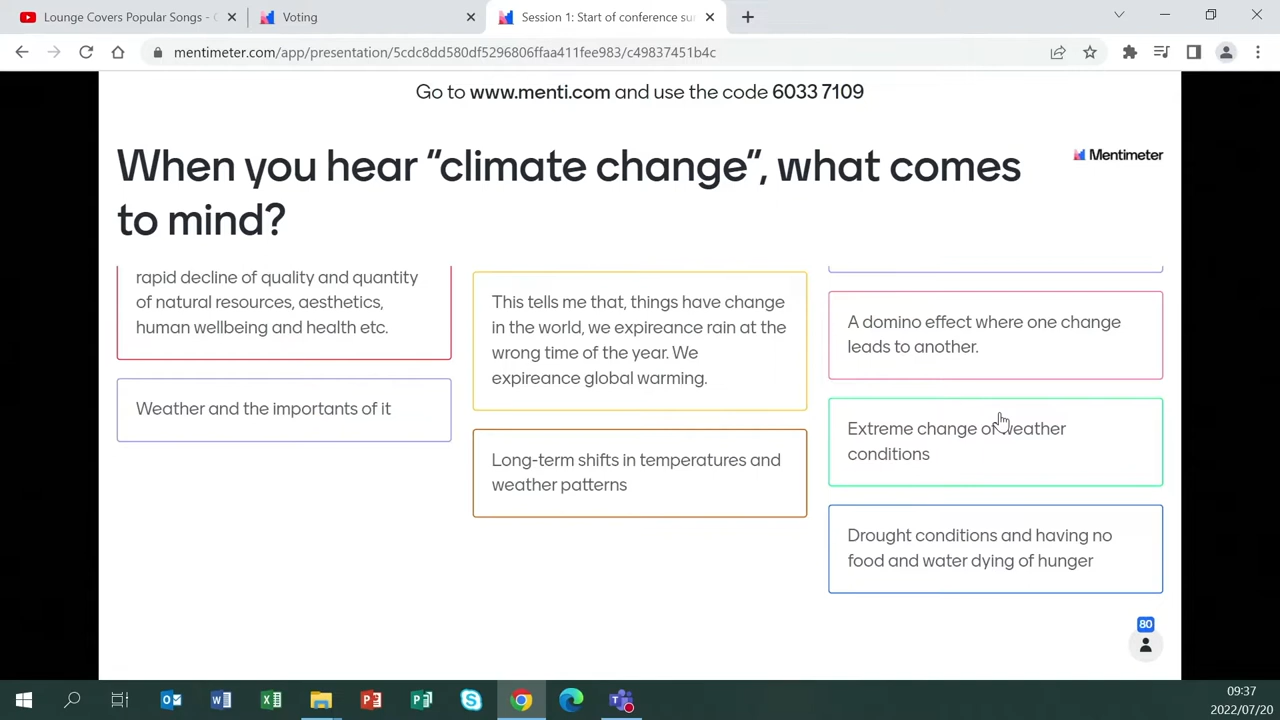 Lounge Covers Popular Songs -
Voting
Session 1: Start of conference sur
mentimeter.com/app/presentation/5cdc8dd580df5296806ffaa411fee983/c49837451b4c
Go to www.menti.com and use the code 6033 7109
When you hear “climate change”, what comes
to mind?
Mentimeter
rapid decline of quality and quantity
of natural resources, aesthetics,
human wellbeing and health etc.
Weather and the importants of it
This tells me that, things have change
in the world, we expireance rain at the
wrong time of the year. We
expireance global warming.
Long-term shifts in temperatures and
weather patterns
A domino effect where one change
leads to another.
Extreme change of weather
conditions
Drought conditions and having no
food and water dying of hunger
80
09:37
2022/07/20